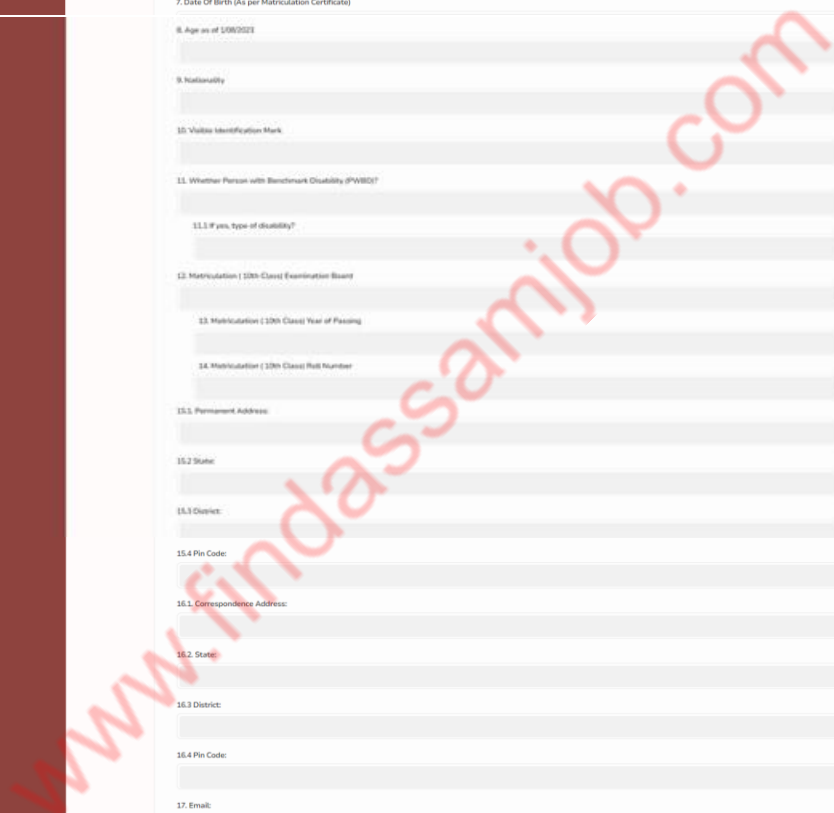 7. Date Of Birth (As per Matriculation Certificate)
8. Age as of 1/08/2023
9. Nationality
10. Visible Identification Mark
11. Whether Person with Benchmark Disability (PWBD)?
11.1 If yes, type of disability?
12. Matriculation ( 10th Class) Examination Board
13. Matriculation ( 10th Class) Year of Passing
14. Matriculation ( 10th Class) Roll Number
15.1. Permanent Address:
15.2 State:
15.3 District:
15.4 Pin Code:
16.1. Correspondence Address:
16.2. State:
16.3 District:
16.4 Pin Code:
17. Email:
www.findassamjob.com